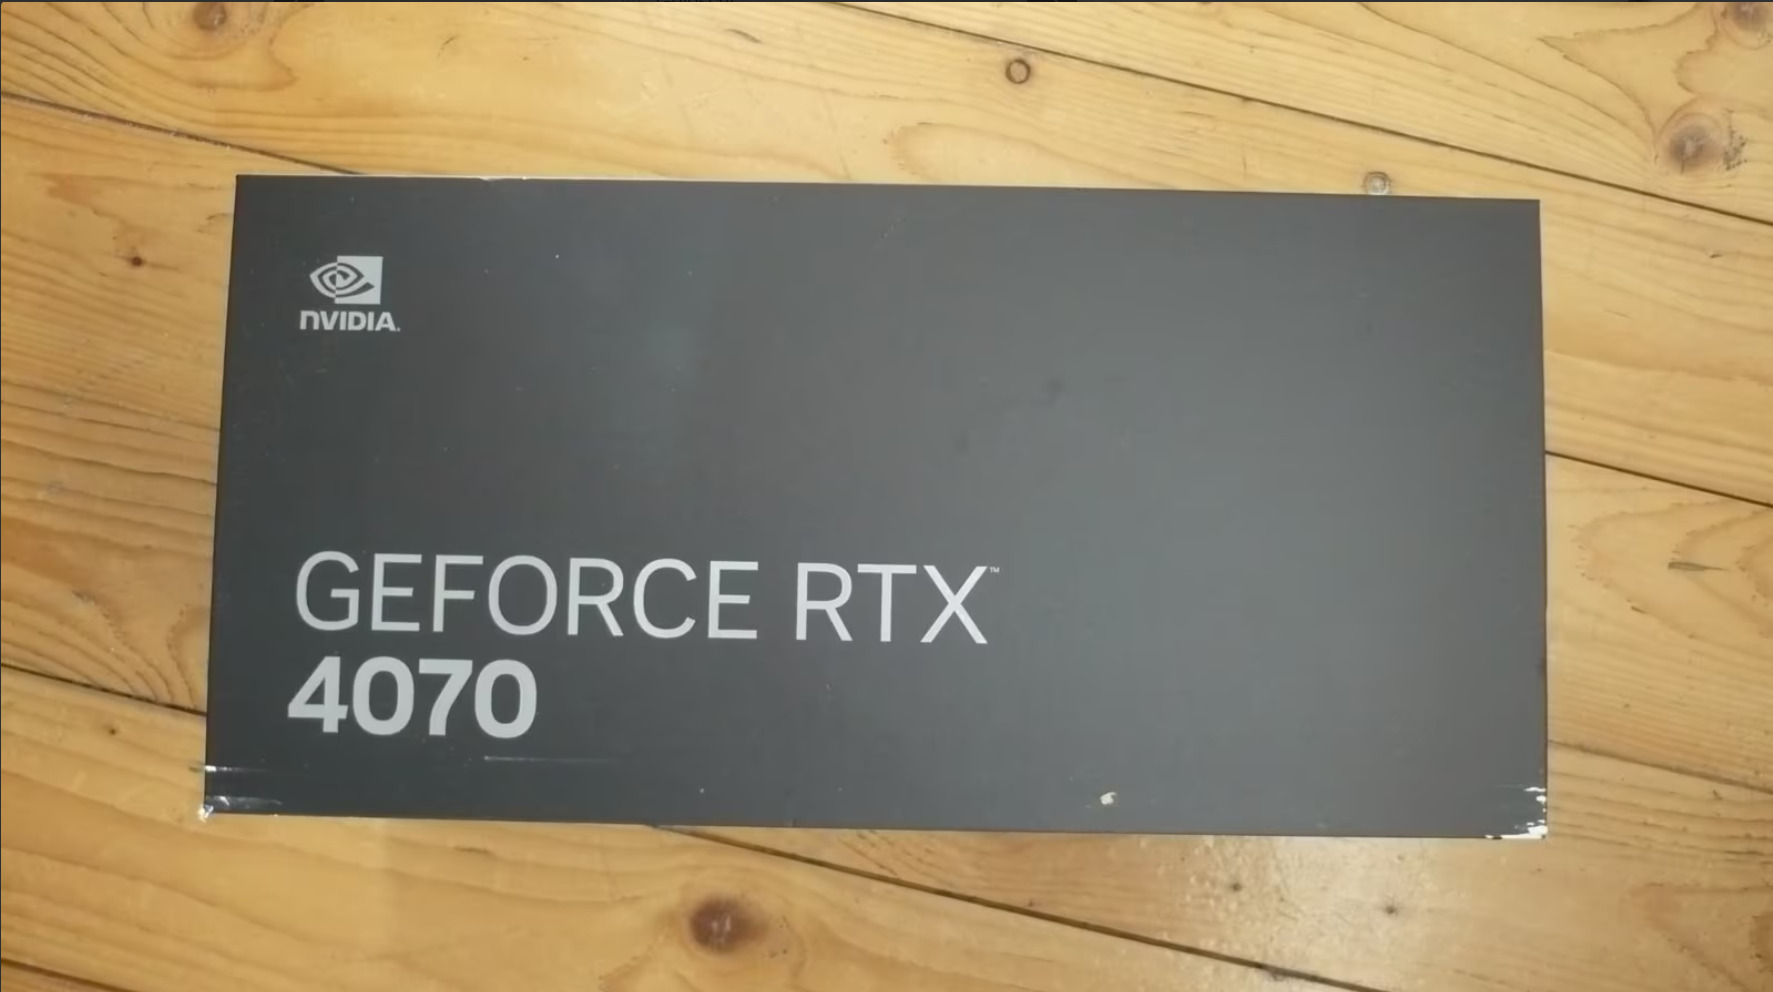 NVIDIA.
GEFORCE RTX™
4070